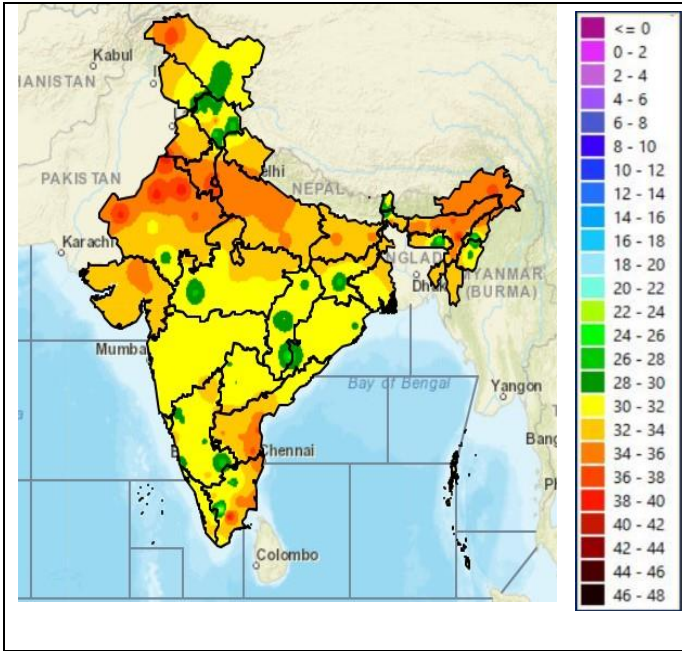 Kabul
HANISTAN
PAKISTAN
elhi
NEPAL
Karachi
NGLAD
Dhak
MYANMAR
(BURMA)
Mumba
Bay of Bengal
Yangon
Bang
Chennai
Colombo
<= 0
0 - 2
2 - 4
4 - 6
6 - 8
8 - 10
10 - 12
12 - 14
14 - 16
16 - 18
18 - 20
20 - 22
22 - 24
24 - 26
26 - 28
28 - 30
30 - 32
32 - 34
34 - 36
36 - 38
38 - 40
40 - 42
42 - 44
44 - 46
46 - 48